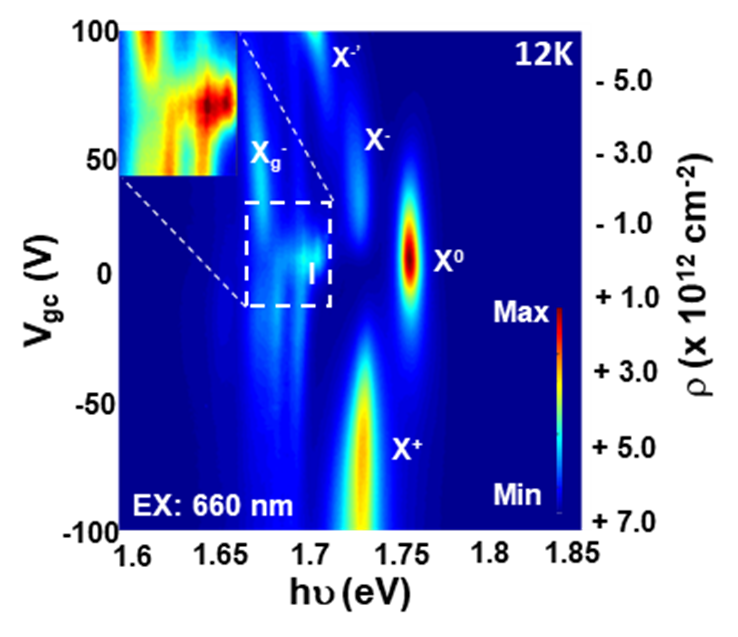 100
50
0
-50
-100
V_gc (V)
X⁻'
12K
X⁻
X_g⁻
I
X⁰
X⁺
Max
Min
EX: 660 nm
- 5.0
- 3.0
- 1.0
+ 1.0
+ 3.0
+ 5.0
+ 7.0
ρ (x 10¹² cm⁻²)
1.6 1.65 1.7 1.75 1.8 1.85
hυ (eV)